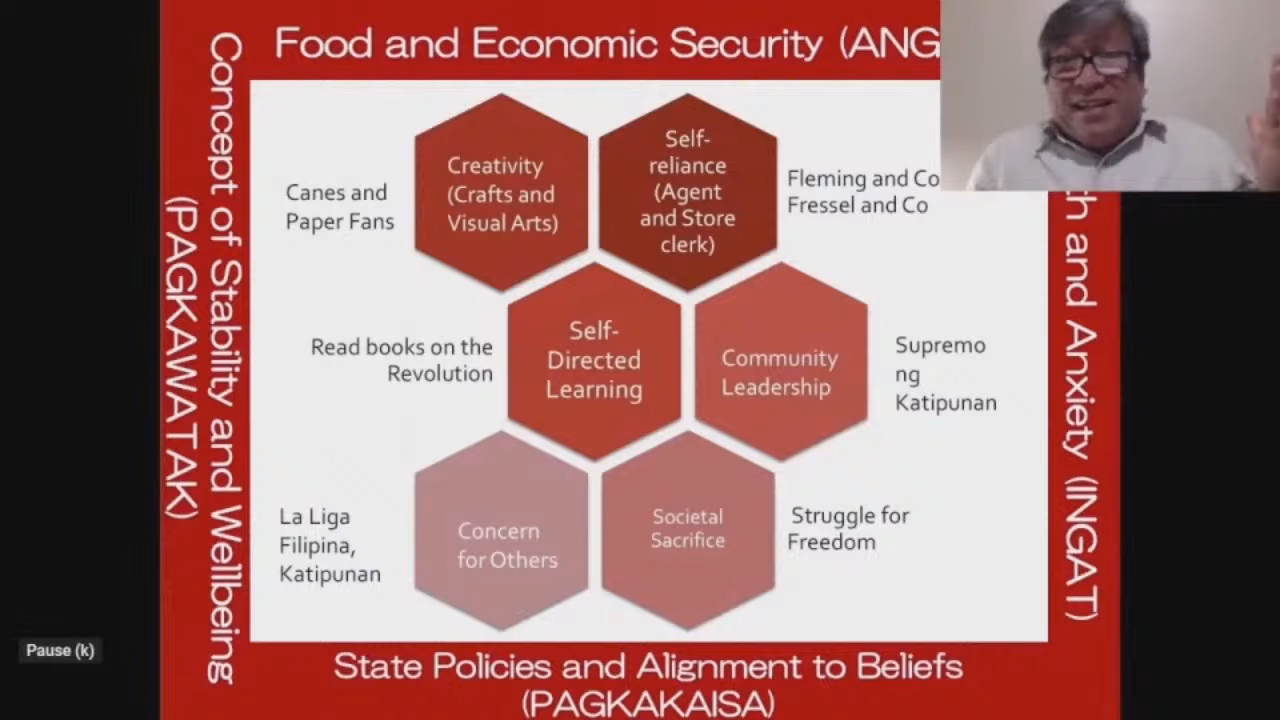 Food and Economic Security
Concept of Stability and Wellbeing
(PAGKAWATAK)
Canes and
Paper Fans
Creativity
(Crafts and
Visual Arts)
Self-
reliance
(Agent
and Store
clerk)
Fleming and Co
Fressel and Co
Read books on the
Revolution
Self-
Directed
Learning
Community
Leadership
Supremo
ng
Katipunan
La Liga
Filipina,
Katipunan
Concern
for Others
Societal
Sacrifice
Struggle for
Freedom
and Anxiety (INGAT)
State Policies and Alignment to Beliefs
(PAGKAKAISA)
Pause (k)